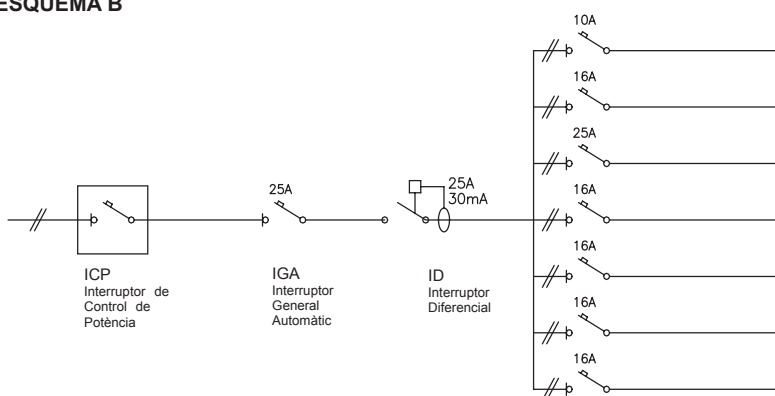 ESQUEMA B
10A
16A
25A
16A
16A
16A
16A
25A
25A
30mA
ICP
Interruptor de
Control de
Potència
IGA
Interruptor
General
Automàtic
ID
Interruptor
Diferencial